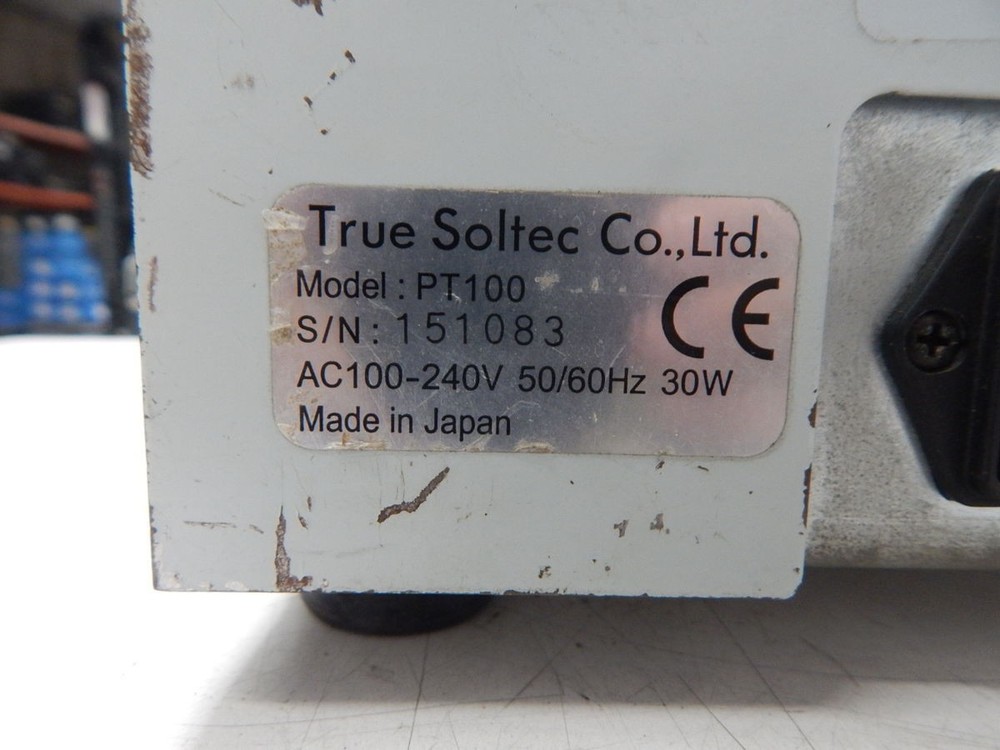 True Soltec Co.,Ltd.
Model : PT100
S/N : 151083
AC100-240V 50/60Hz 30W
Made in Japan
CE